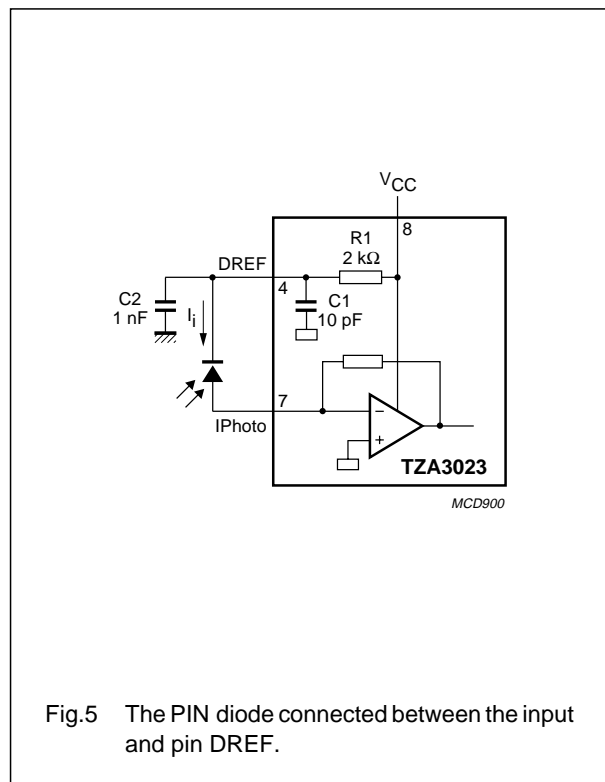 VCC
8
R1
2 kΩ
DREF
4
C2
1 nF
Ii
C1
10 pF
7
IPhoto
−
+
TZA3023
MCD900
Fig.5 The PIN diode connected between the input
and pin DREF.